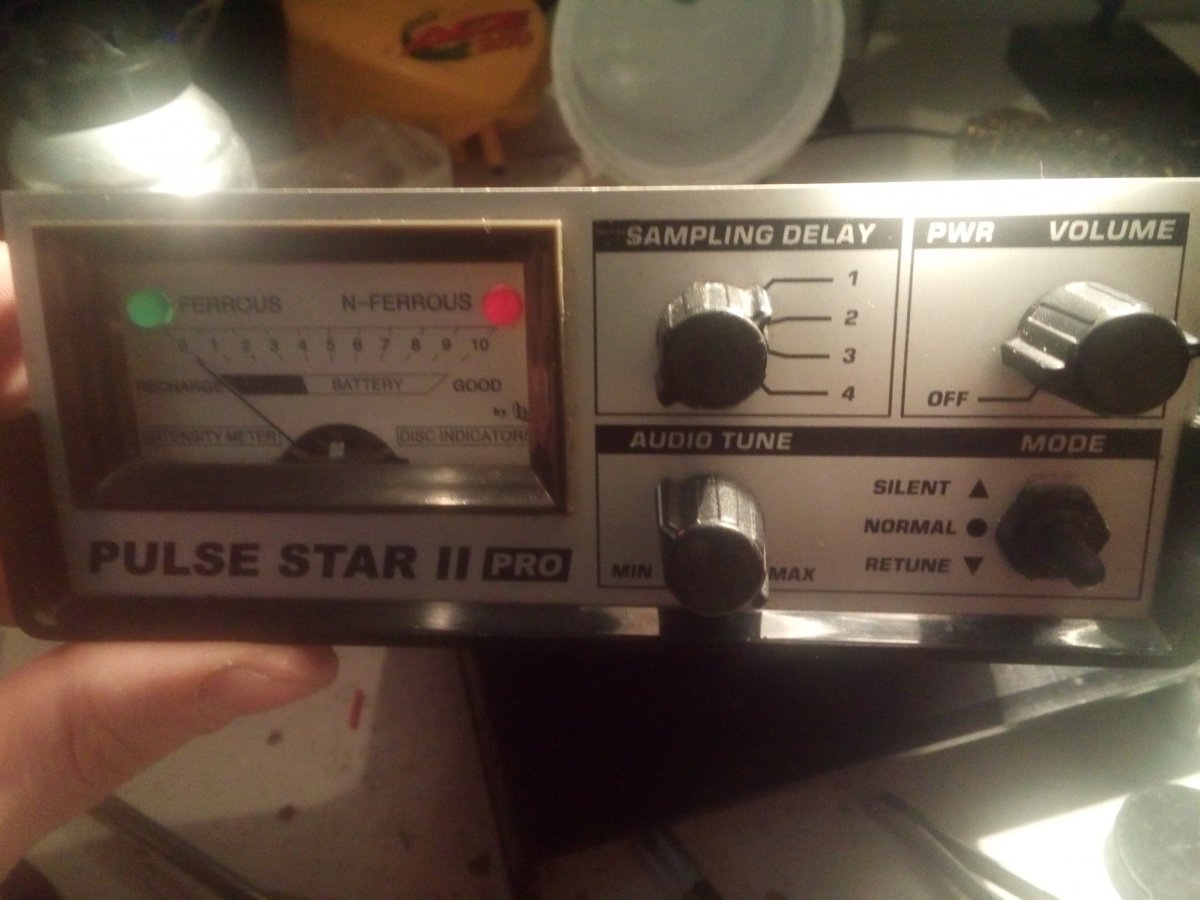 FERROUS N-FERROUS
0 1 2 3 4 5 6 7 8 9 10
RECHARGE BATTERY GOOD
by
INTENSITY METER DISC INDICATORS
PULSE STAR II PRO
SAMPLING DELAY
1
2
3
4
PWR VOLUME
OFF
AUDIO TUNE
MIN MAX
MODE
SILENT ▲
NORMAL ●
RETUNE ▼